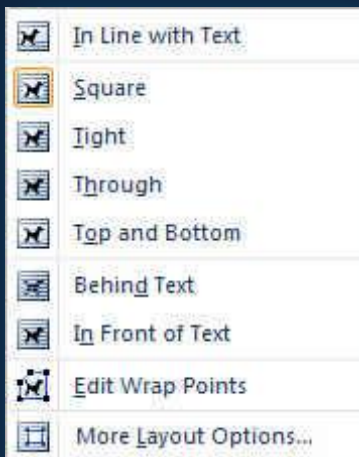 In Line with Text
Square
Tight
Through
Top and Bottom
Behind Text
In Front of Text
Edit Wrap Points
More Layout Options...